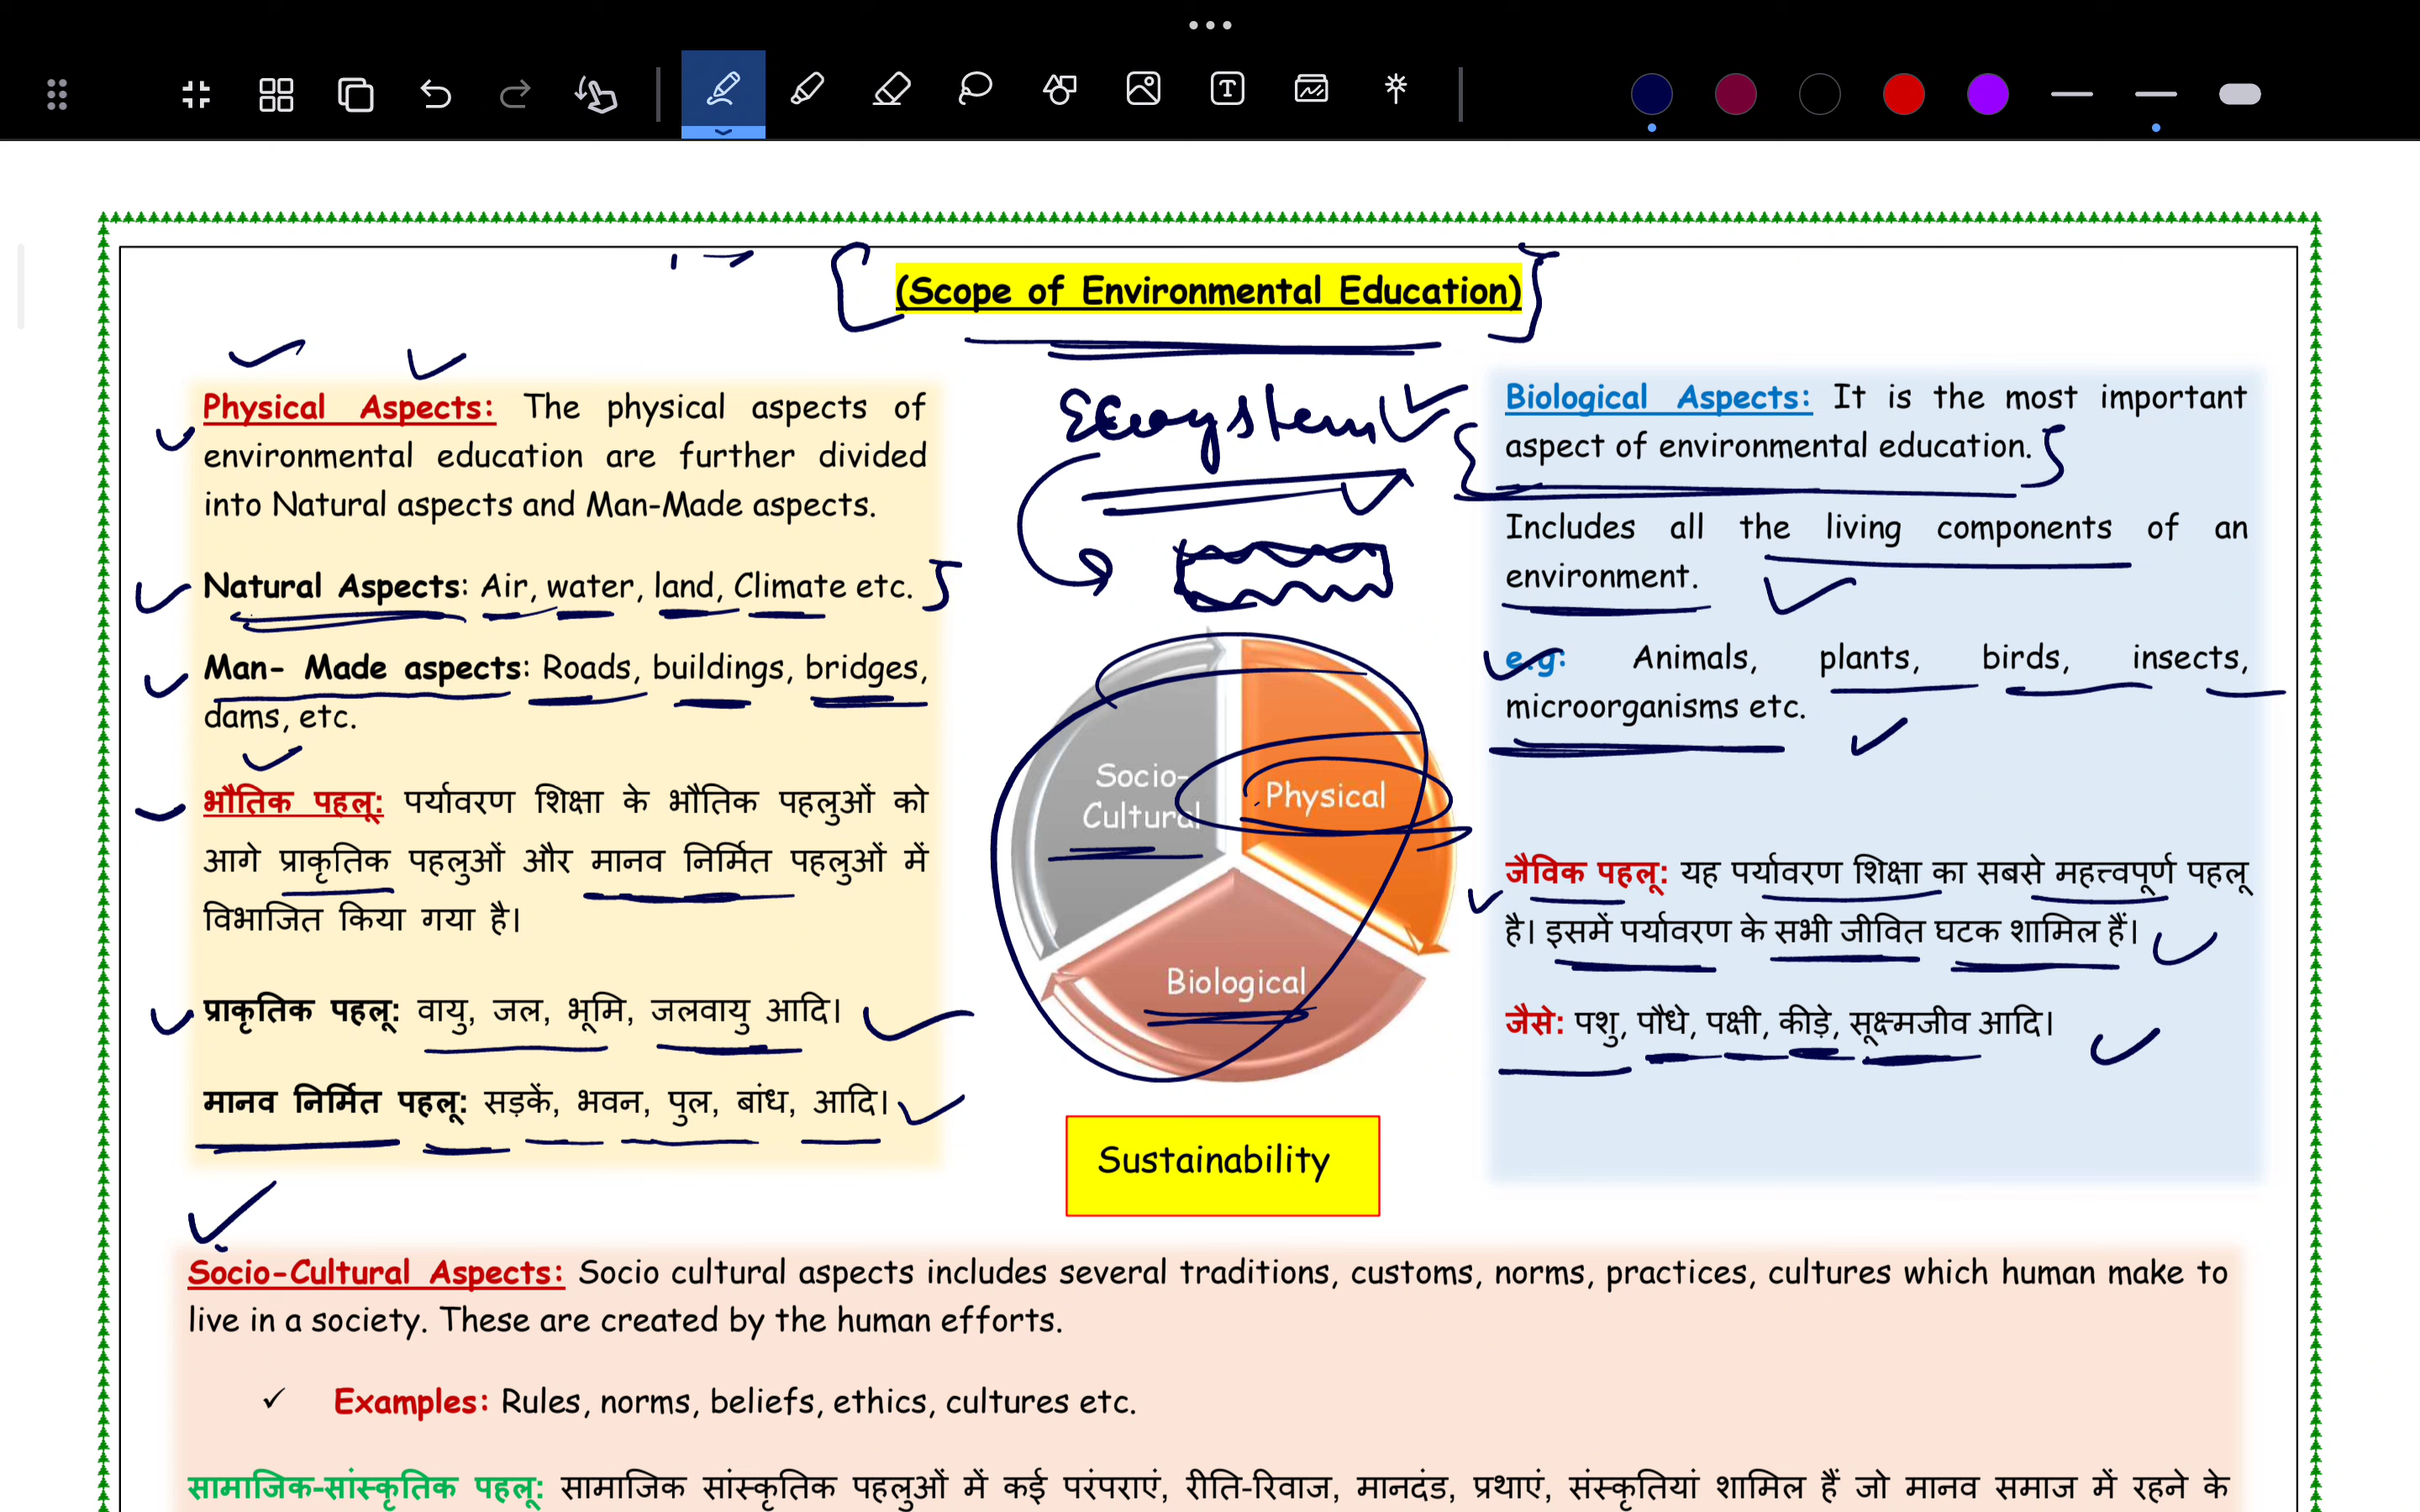 (Scope of Environmental Education)
Physical Aspects: The physical aspects of
environmental education are further divided
into Natural aspects and Man-Made aspects.
Natural Aspects: Air, water, land, Climate etc.
Man- Made aspects: Roads, buildings, bridges,
dams, etc.
भौतिक पहलू: पर्यावरण शिक्षा के भौतिक पहलुओं को
आगे प्राकृतिक पहलुओं और मानव निर्मित पहलुओं में
विभाजित किया गया है।
प्राकृतिक पहलू: वायु, जल, भूमि, जलवायु आदि।
मानव निर्मित पहलू: सड़कें, भवन, पुल, बांध, आदि।
Socio-
Cultural
Physical
Biological
Sustainability
Biological Aspects: It is the most important
aspect of environmental education.
Includes all the living components of an
environment.
e.g: Animals, plants, birds, insects,
microorganisms etc.
जैविक पहलू: यह पर्यावरण शिक्षा का सबसे महत्त्वपूर्ण पहलू
है। इसमें पर्यावरण के सभी जीवित घटक शामिल हैं।
जैसे: पशु, पौधे, पक्षी, कीड़े, सूक्ष्मजीव आदि।
Socio-Cultural Aspects: Socio cultural aspects includes several traditions, customs, norms, practices, cultures which human make to
live in a society. These are created by the human efforts.
✓ Examples: Rules, norms, beliefs, ethics, cultures etc.
सामाजिक-सांस्कृतिक पहलू: सामाजिक सांस्कृतिक पहलुओं में कई परंपराएं, रीति-रिवाज, मानदंड, प्रथाएं, संस्कृतियां शामिल हैं जो मानव समाज में रहने के